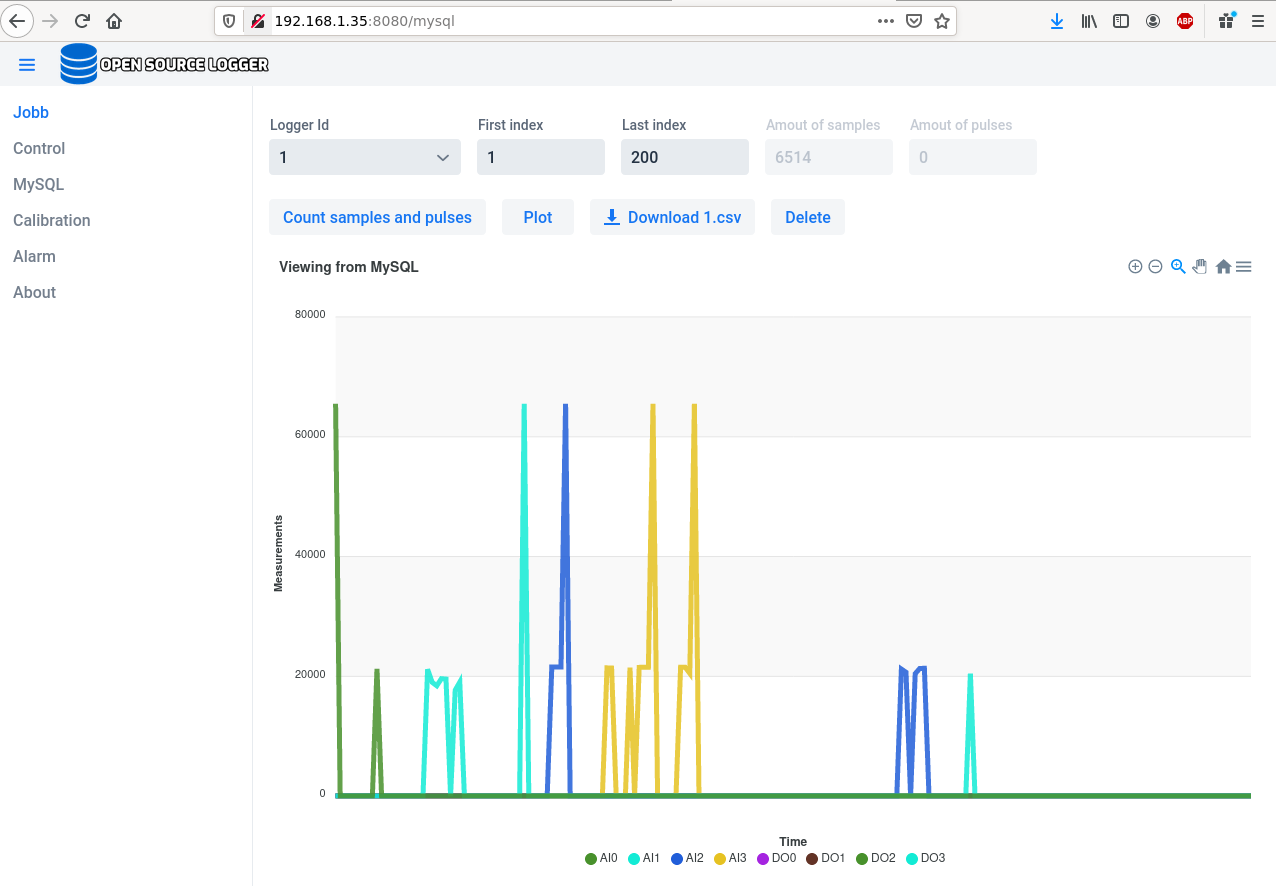 192.168.1.35:8080/mysql
ABP
OPEN SOURCE LOGGER
Jobb
Control
MySQL
Calibration
Alarm
About
Logger Id First index Last index Amout of samples Amout of pulses
1 1 200 6514 0
Count samples and pulses Plot Download 1.csv Delete
Viewing from MySQL
80000
60000
40000
20000
0
Measurements
Time
AI0 AI1 AI2 AI3 DO0 DO1 DO2 DO3